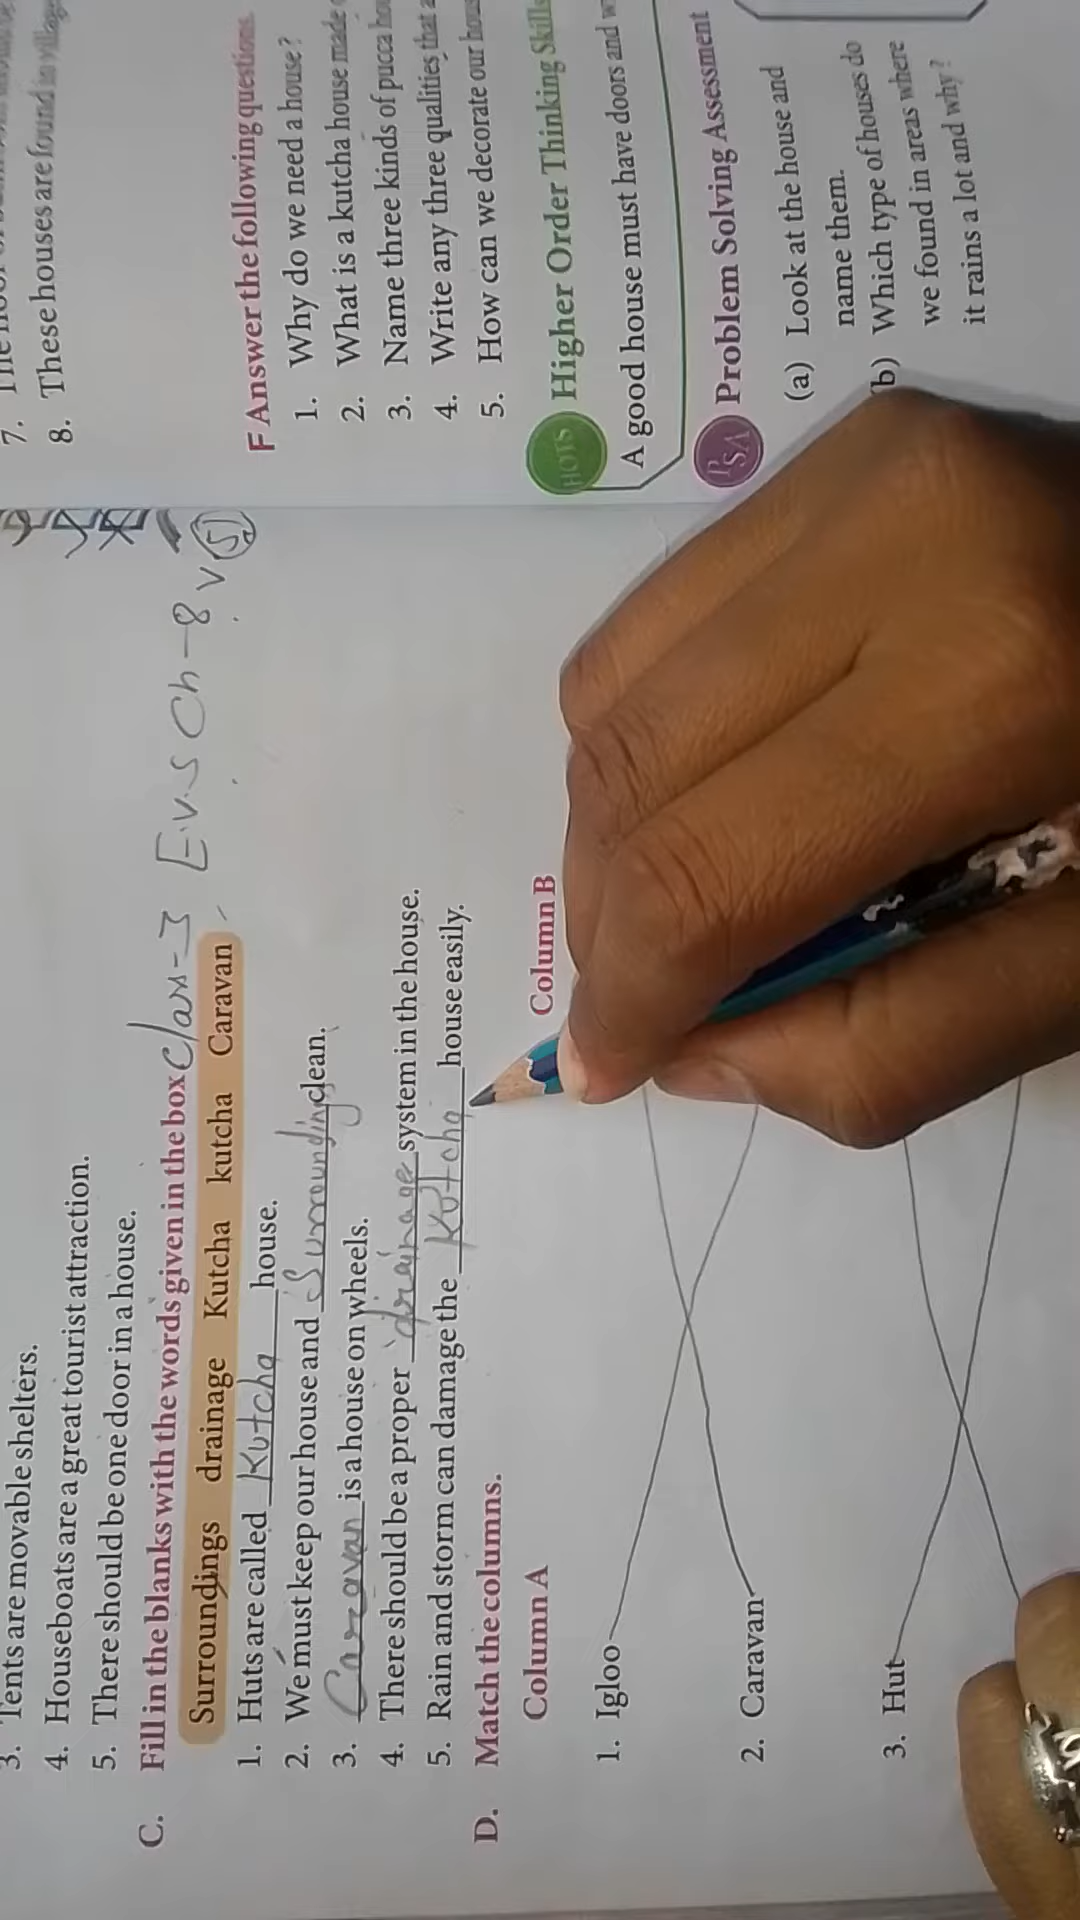 3. Tents are movable shelters.
4. Houseboats are a great tourist attraction.
5. There should be one door in a house.
C. Fill in the blanks with the words given in the box
Class-3 E.V.S Ch-8
Surroundings drainage Kutcha kutcha Caravan
1. Huts are called Kutcha house.
2. We must keep our house and Surrounding clean.
3. Caravan is a house on wheels.
4. There should be a proper drainage system in the house.
5. Rain and storm can damage the Kutcha house easily.
D. Match the columns.
Column A Column B
1. Igloo
2. Caravan
3. Hut
7.
8. These houses are found in
F Answer the following questions.
1. Why do we need a house?
2. What is a kutcha house made
3. Name three kinds of pucca
4. Write any three qualities that
5. How can we decorate our
HOTS Higher Order Thinking Skills
A good house must have doors and
PSA Problem Solving Assessment
(a) Look at the house and
name them.
(b) Which type of houses do
we found in areas where
it rains a lot and why?